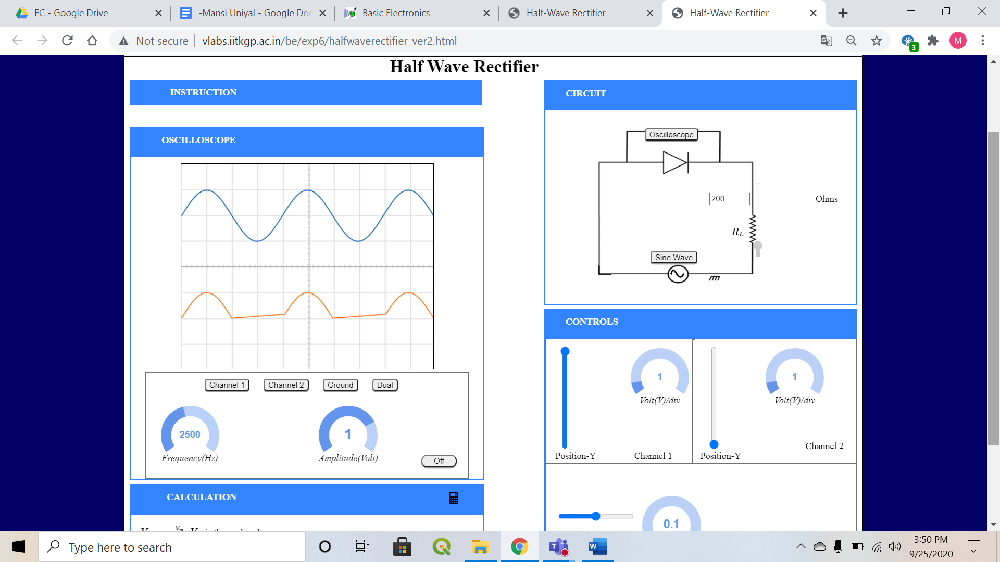 EC - Google Drive
-Mansi Uniyal - Google Doc
Basic Electronics
Half-Wave Rectifier
Half-Wave Rectifier
Not secure
vlabs.iitkgp.ac.in/be/exp6/halfwaverectifier_ver2.html
3
M
Half Wave Rectifier
INSTRUCTION
OSCILLOSCOPE
Channel 1
Channel 2
Ground
Dual
2500
Frequency(Hz)
1
Amplitude(Volt)
Off
CALCULATION
CIRCUIT
Oscilloscope
200
Ohms
RL
Sine Wave
CONTROLS
1
Volt(V)/div
Position-Y
Channel 1
1
Volt(V)/div
Position-Y
Channel 2
0.1
Type here to search
T
W
3:50 PM
9/25/2020